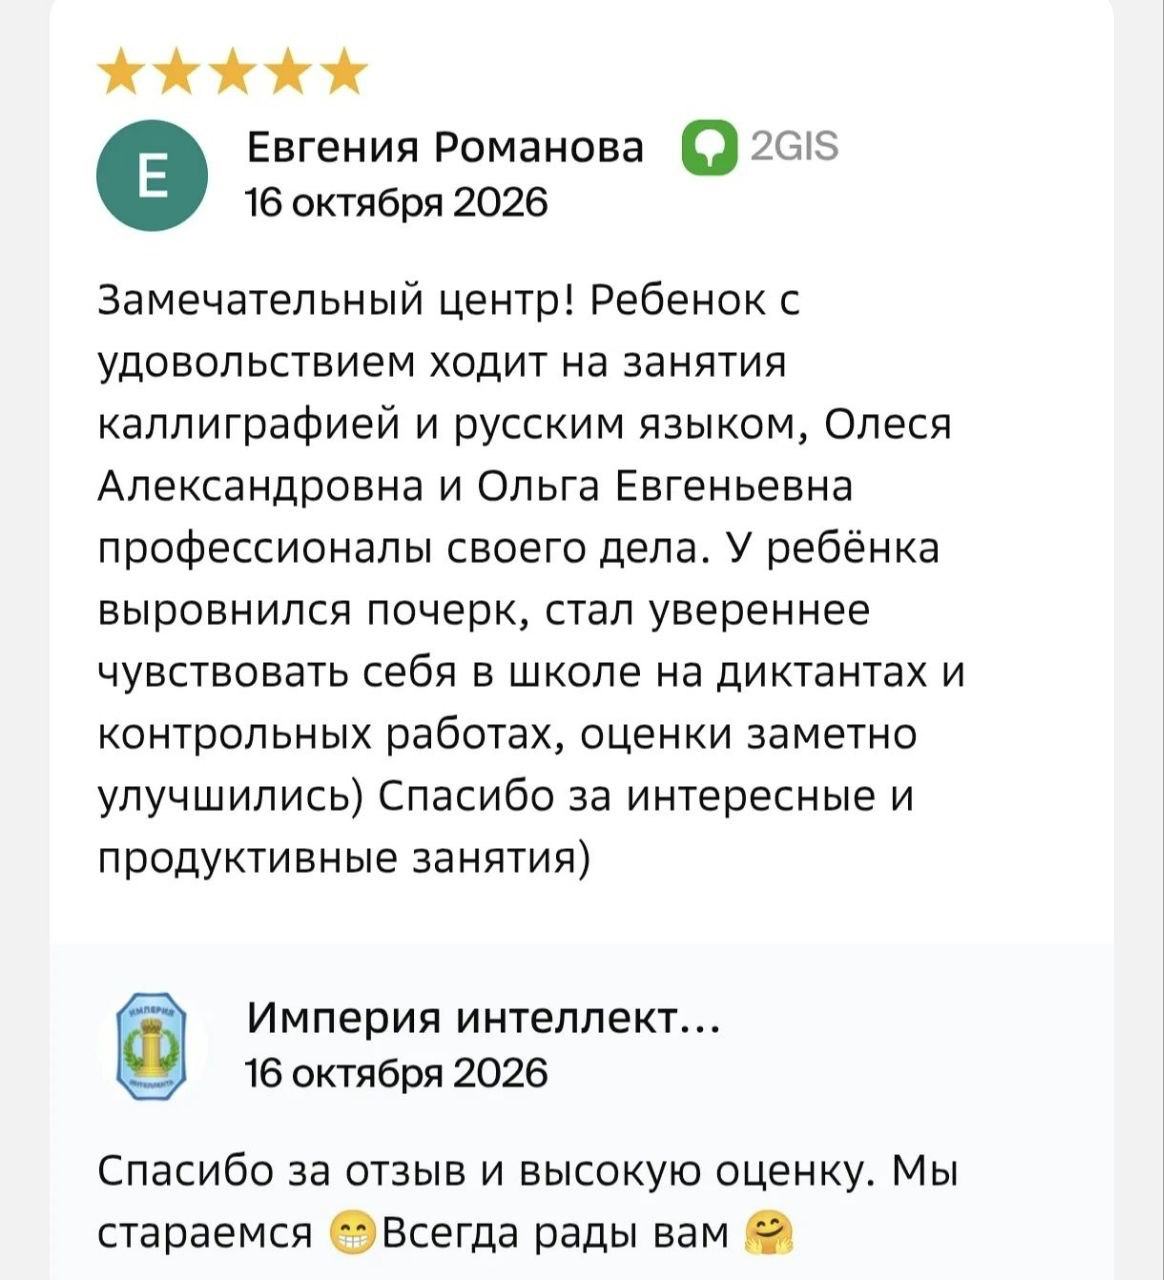 Евгения Романова 2GIS
16 октября 2026
E
Замечательный центр! Ребенок с
удовольствием ходит на занятия
каллиграфией и русским языком, Олеся
Александровна и Ольга Евгеньевна
профессионалы своего дела. У ребёнка
выровнился почерк, стал увереннее
чувствовать себя в школе на диктантах и
контрольных работах, оценки заметно
улучшились) Спасибо за интересные и
продуктивные занятия)
ИМПЕРИЯ
ИНТЕЛЛЕКТА
Империя интеллект...
16 октября 2026
Спасибо за отзыв и высокую оценку. Мы
стараемся 😁Всегда рады вам 🤗